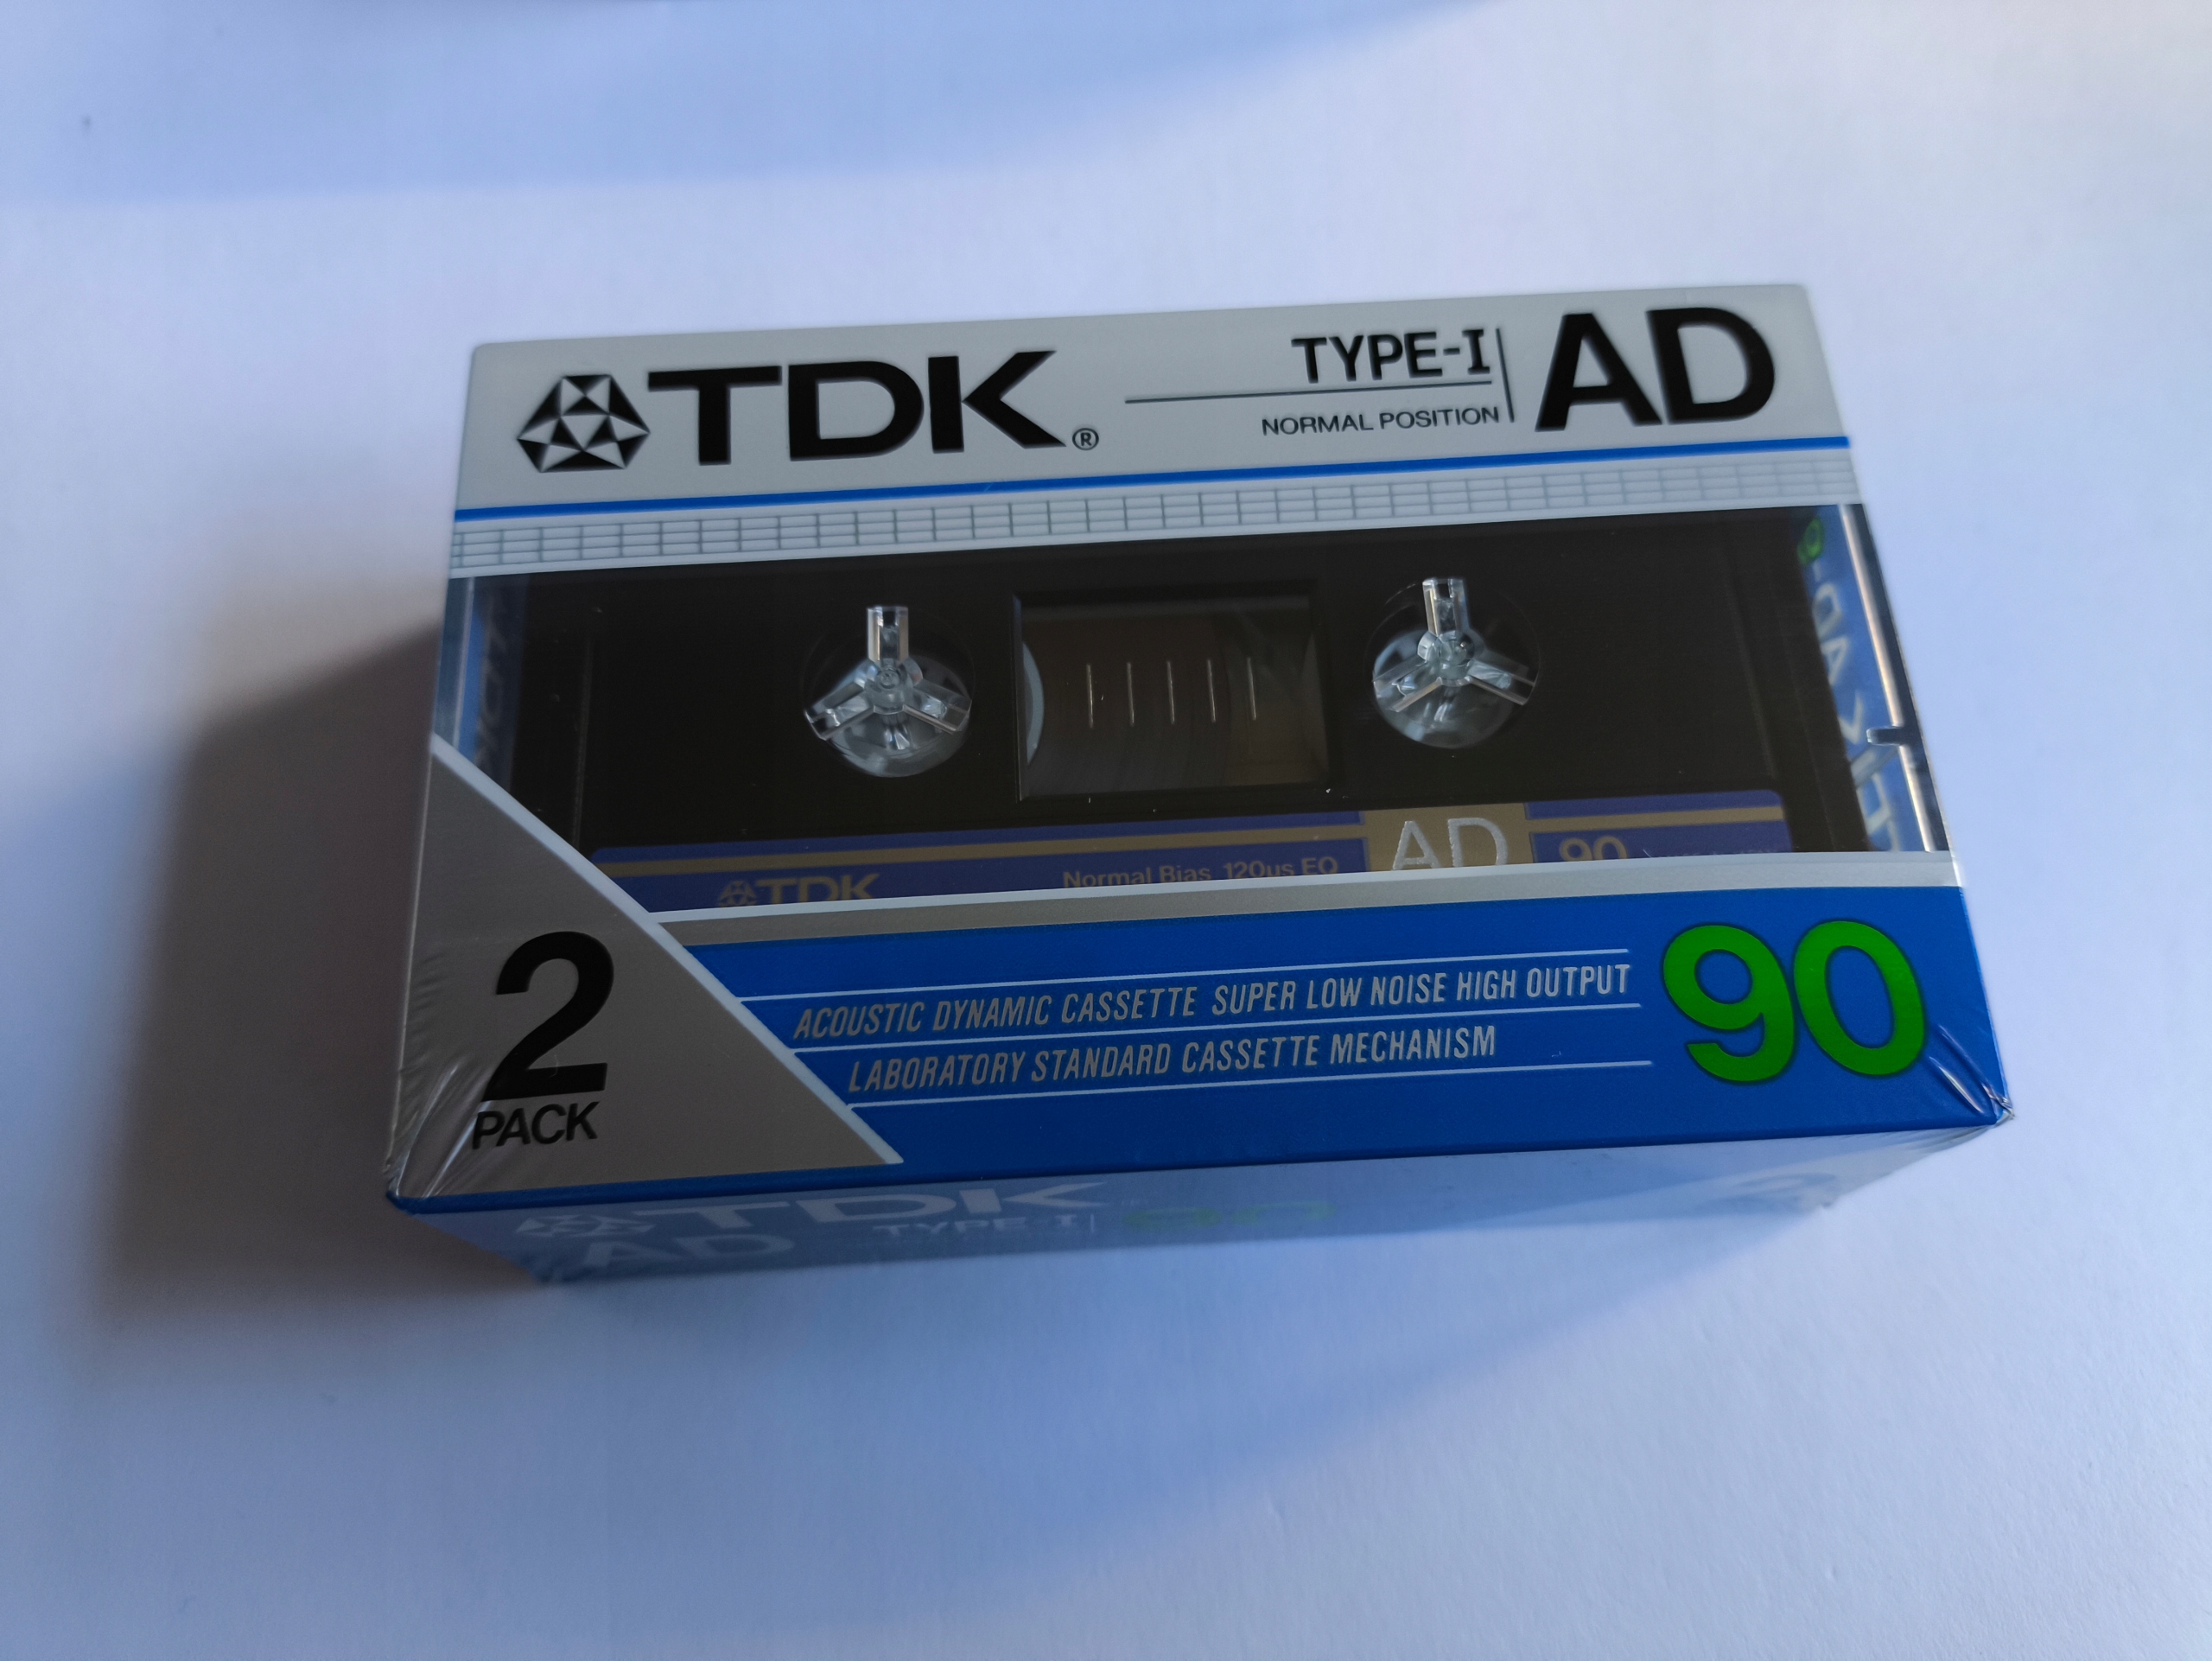 TDK®
TYPE-I
NORMAL POSITION
AD
TDK
Normal Bias 120us EQ
AD
90
2
PACK
ACOUSTIC DYNAMIC CASSETTE SUPER LOW NOISE HIGH OUTPUT
LABORATORY STANDARD CASSETTE MECHANISM
90
TDK
AD
TYPE-I
90